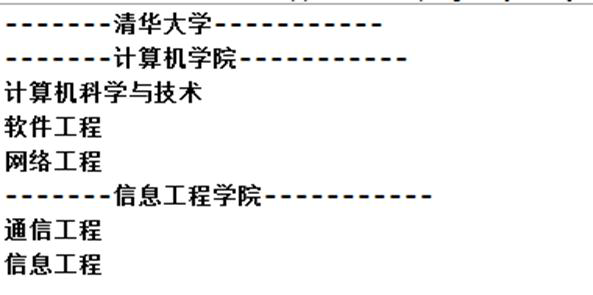 -------清华大学-----------
-------计算机学院-----------
计算机科学与技术
软件工程
网络工程
-------信息工程学院-----------
通信工程
信息工程